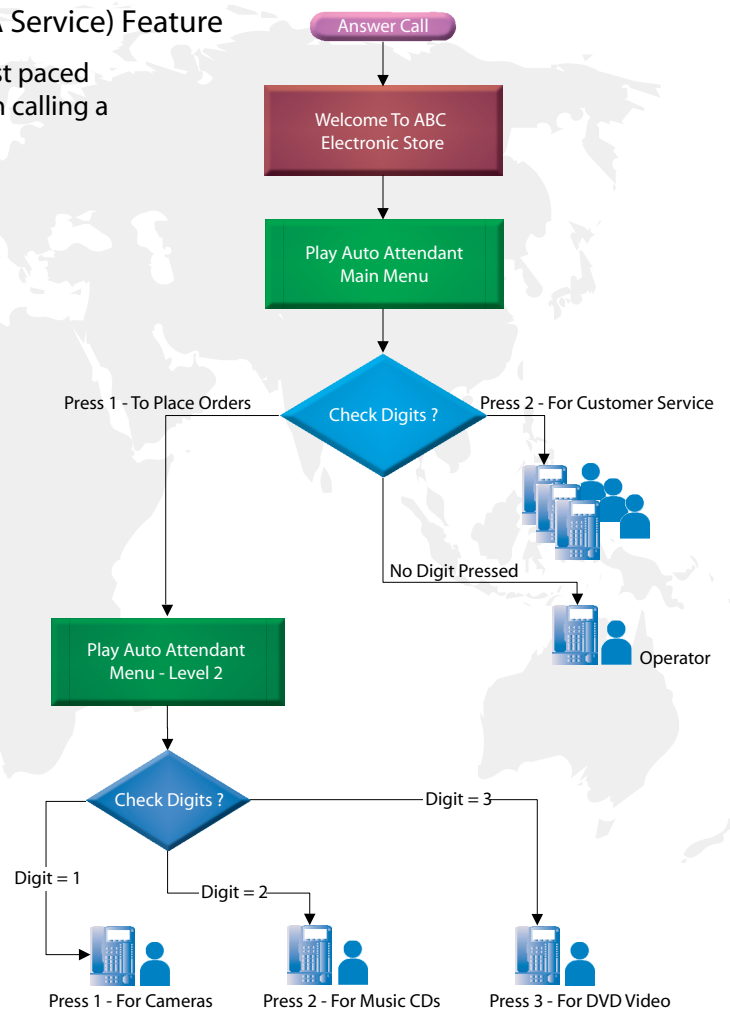 Service) Feature
Answer Call
st paced
calling a
Welcome To ABC
Electronic Store
Play Auto Attendant
Main Menu
Press 1 - To Place Orders
Check Digits ?
Press 2 - For Customer Service
No Digit Pressed
Operator
Play Auto Attendant
Menu - Level 2
Check Digits ?
Digit = 3
Digit = 1
Digit = 2
Press 1 - For Cameras
Press 2 - For Music CDs
Press 3 - For DVD Video